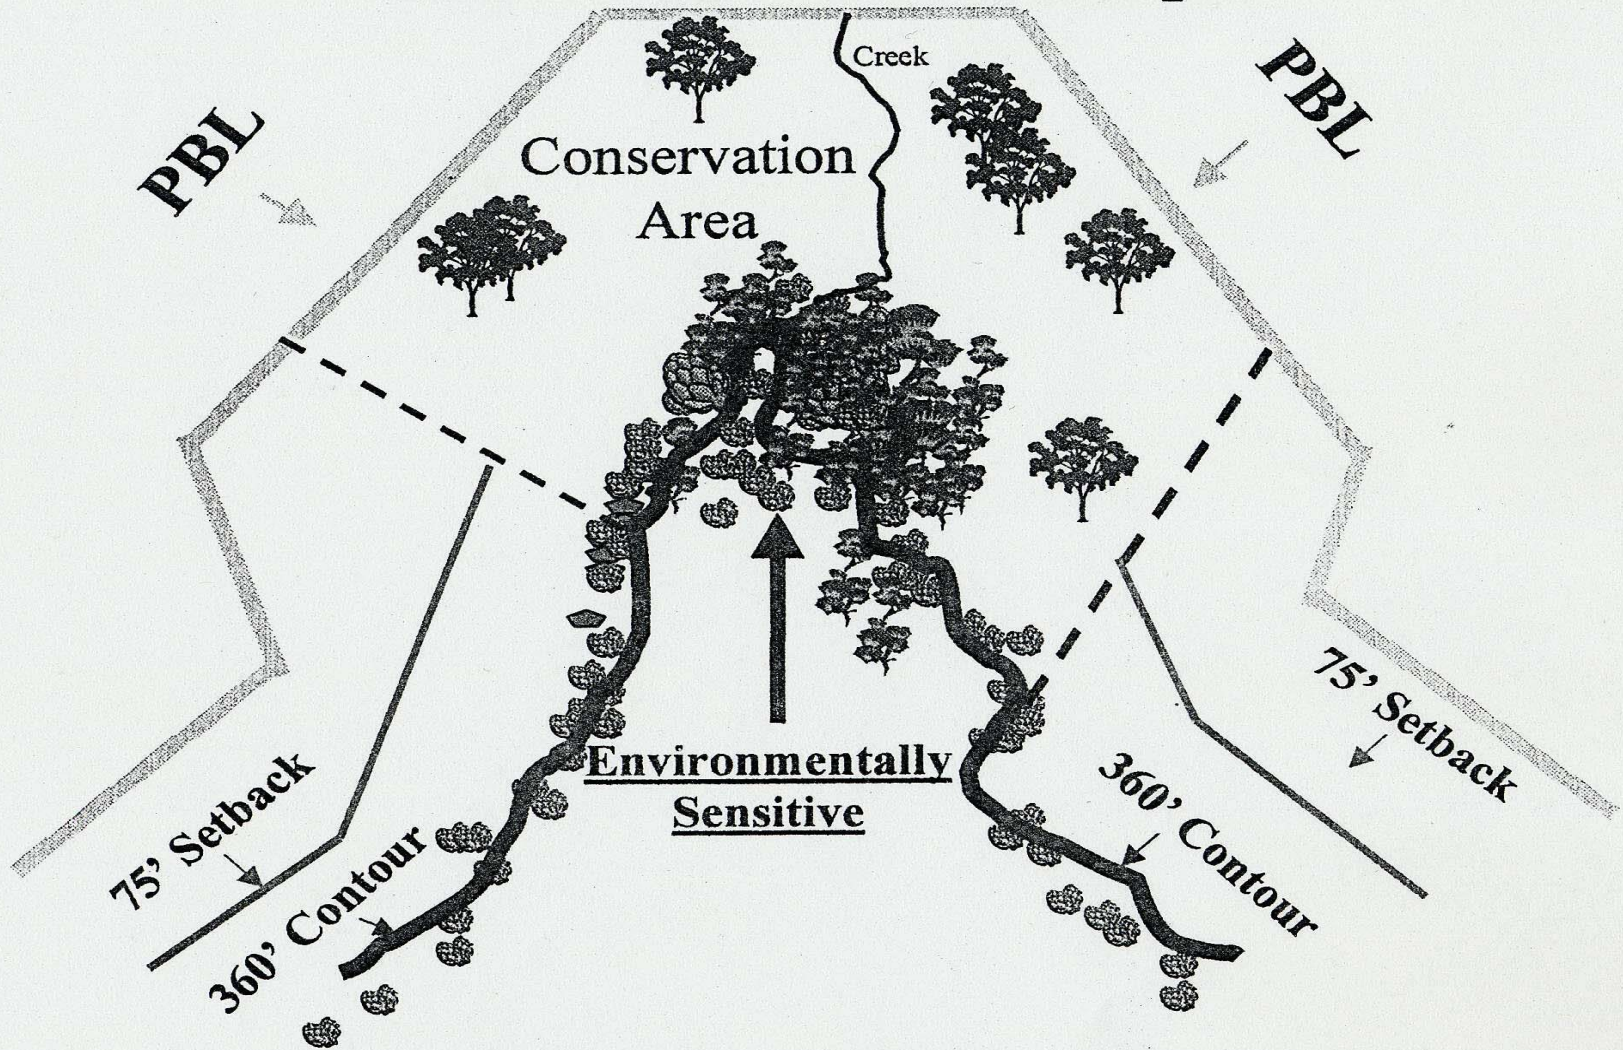 Creek
PBL
PBL
Conservation
Area
Environmentally
Sensitive
75’ Setback
360’ Contour
75’ Setback
360’ Contour